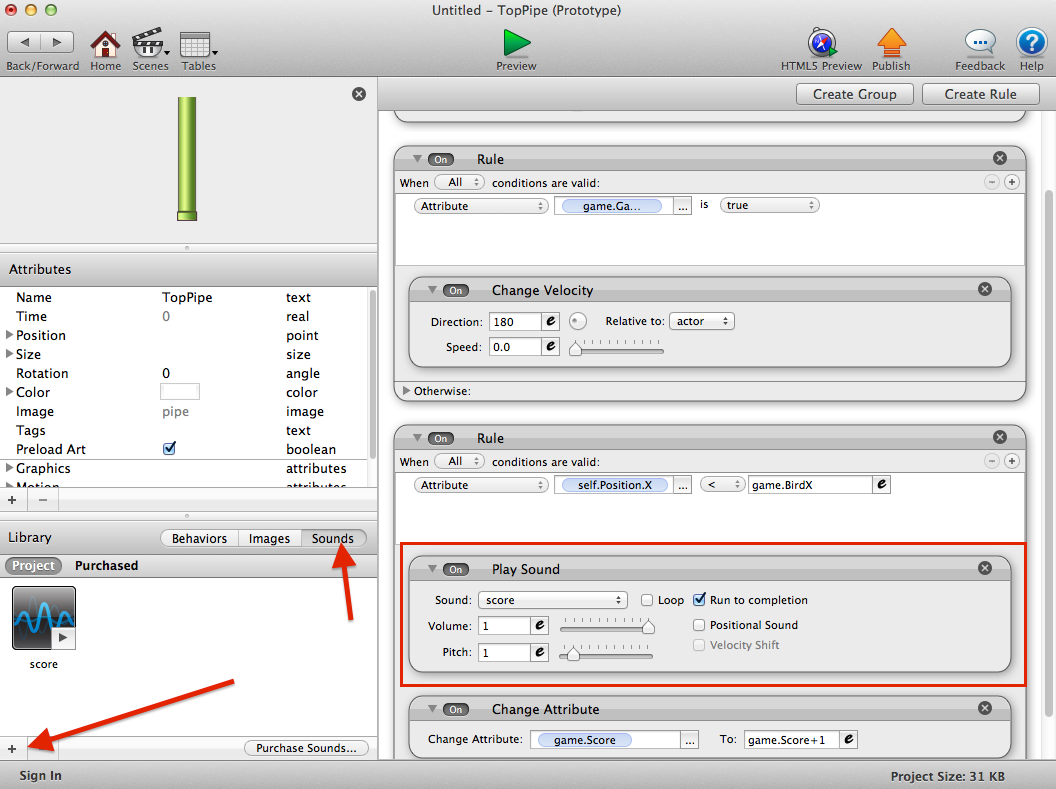 Untitled – TopPipe (Prototype)
Back/Forward Home Scenes Tables Preview HTML5 Preview Publish Feedback Help
Create Group Create Rule
On Rule
When All conditions are valid:
Attribute game.Ga... ... is true
On Change Velocity
Direction: 180 e Relative to: actor
Speed: 0.0 e
Otherwise:
On Rule
When All conditions are valid:
Attribute self.Position.X ... < game.BirdX e
On Play Sound
Sound: score Loop Run to completion
Volume: 1 e Positional Sound
Pitch: 1 e Velocity Shift
On Change Attribute
Change Attribute: game.Score ... To: game.Score+1 e
Attributes
Name TopPipe text
Time 0 real
Position point
Size size
Rotation 0 angle
Color color
Image pipe image
Tags text
Preload Art boolean
Graphics attributes
Motion attributes
Library Behaviors Images Sounds
Project Purchased
score
Purchase Sounds...
Sign In Project Size: 31 KB